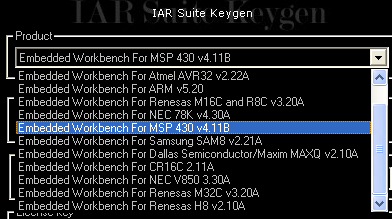 IAR Suite Keygen
IAR Suite Keygen
Product
Embedded Workbench For MSP 430 v4.11B
Embedded Workbench For Atmel AVR32 v2.22A
Embedded Workbench For ARM v5.20
Embedded Workbench For Renesas M16C and R8C v3.20A
Embedded Workbench For NEC 78K v4.30A
Embedded Workbench For MSP 430 v4.11B
Embedded Workbench For Samsung SAM8 v2.21A
Embedded Workbench For Dallas Semiconductor/Maxim MAXQ v2.10A
Embedded Workbench For CR16C 2.11A
Embedded Workbench For NEC V850 3.30A
Embedded Workbench For Renesas M32C v3.20A
Embedded Workbench For Renesas H8 v2.10A
License Key